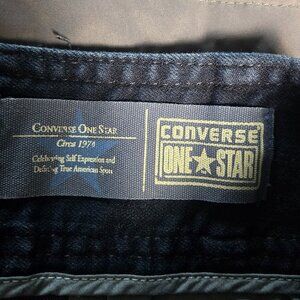 CONVERSE ONE STAR
Circa 1974
Celebrating Self Expression and
Defining True American Sport
CONVERSE
ONE STAR